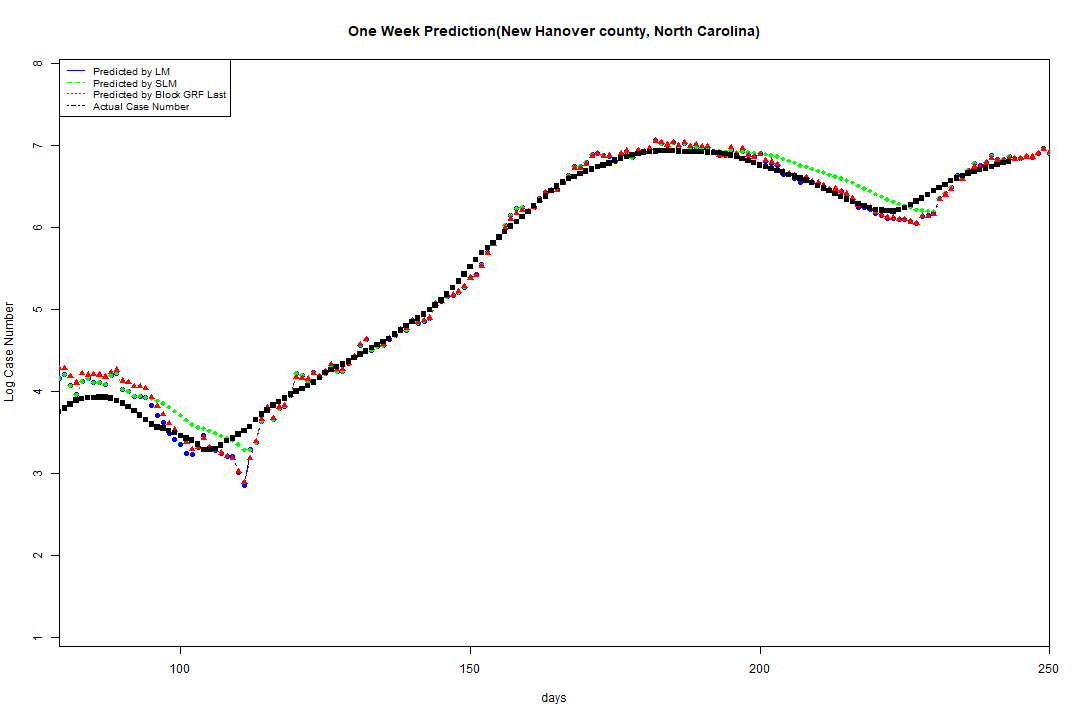 One Week Prediction(New Hanover county, North Carolina)
Predicted by LM
Predicted by SLM
Predicted by Block GRF Last
Actual Case Number
8
7
6
5
4
3
2
1
Log Case Number
100 150 200 250
days